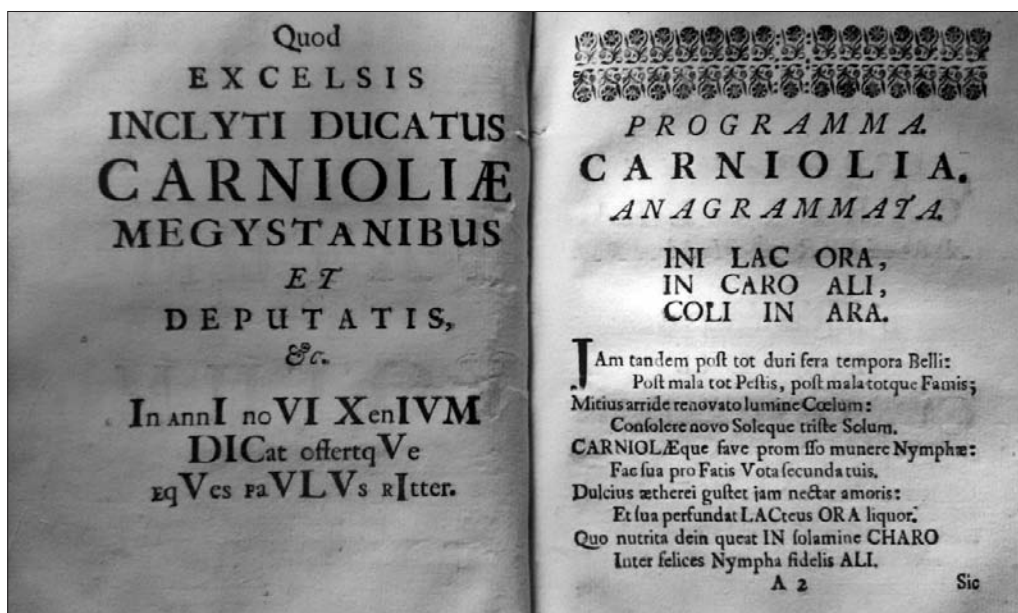 Quod
EXCELSIS
INCLYTI DUCATUS
CARNIOLIÆ
MEGYSTANIBUS
ET
DEPUTATIS,
&c.
In AnnI no VI XenIVM
DICat offertqVe
EqVes PaVLVs RItter.
PROGRAMMA.
CARNIOLIA.
ANAGRAMMATA.
INI LAC ORA,
IN CARO ALI,
COLI IN ARA.
JAm tandem poſt tot duri fera tempora Belli:
Poſt mala tot Peſtis, poſt mala totque Famis;
Mitius arride renovato lumine Cœlum:
Conſolere novo Soleque triſte Solum.
CARNIOLÆque fave prom ſſo munere Nymphæ:
Fac ſua pro Fatis Vota ſecunda tuis.
Dulcius ætherei guſtet jam nectar amoris:
Et ſua perfundat LACteus ORA liquor.
Quo nutrita dein queat IN ſolamine CHARO
Inter felices Nympha fidelis ALI.
A 2
Sic